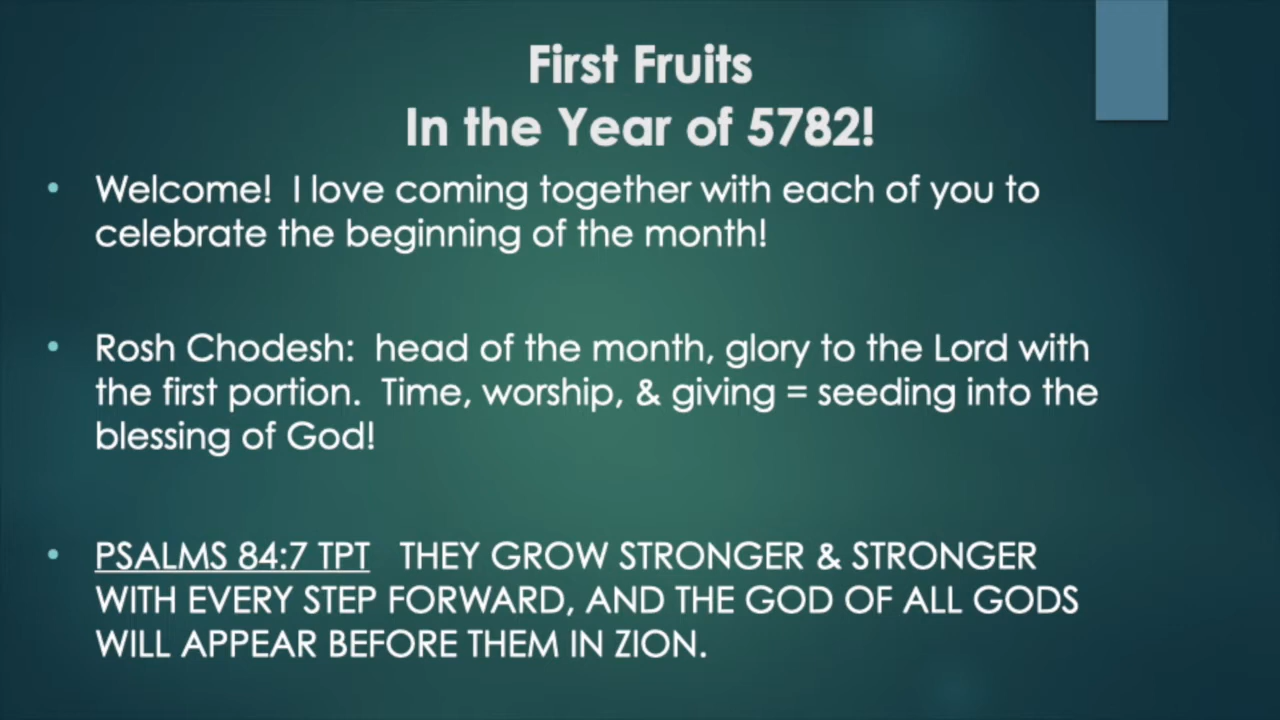 First Fruits
In the Year of 5782!
• Welcome!  I love coming together with each of you to
celebrate the beginning of the month!
• Rosh Chodesh:  head of the month, glory to the Lord with
the first portion.  Time, worship, & giving = seeding into the
blessing of God!
• PSALMS 84:7 TPT   THEY GROW STRONGER & STRONGER
WITH EVERY STEP FORWARD, AND THE GOD OF ALL GODS
WILL APPEAR BEFORE THEM IN ZION.